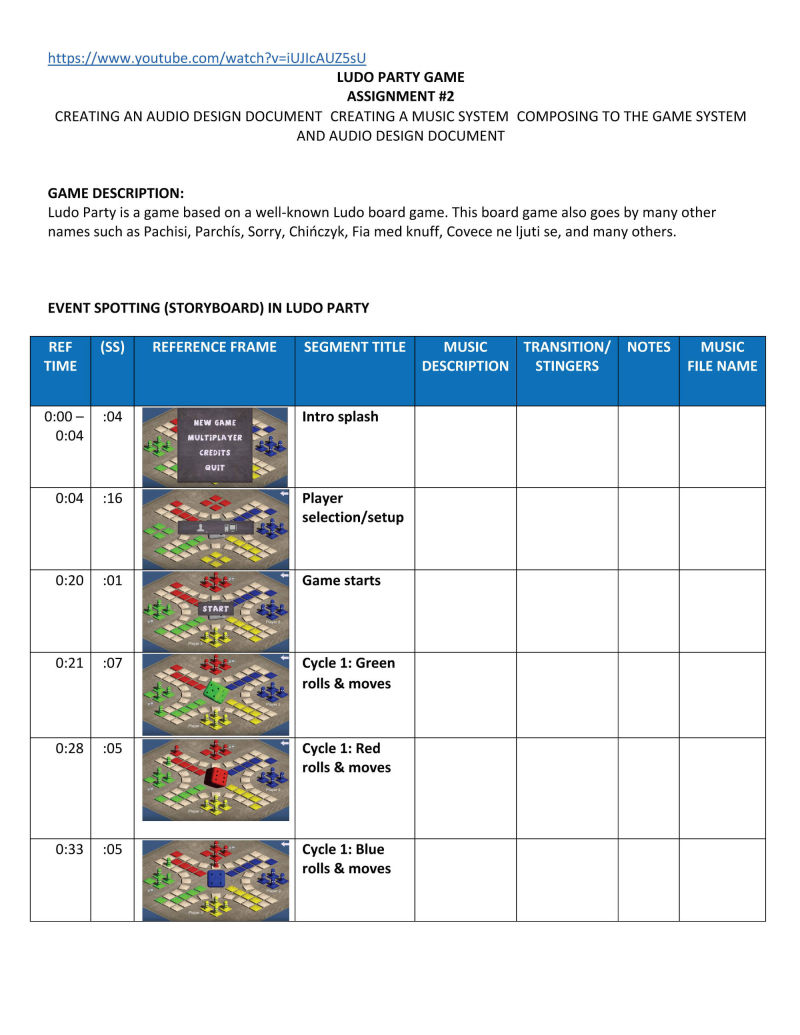 https://www.youtube.com/watch?v=iUJIcAUZ5sU
LUDO PARTY GAME
ASSIGNMENT #2
CREATING AN AUDIO DESIGN DOCUMENT  CREATING A MUSIC SYSTEM  COMPOSING TO THE GAME SYSTEM
AND AUDIO DESIGN DOCUMENT
GAME DESCRIPTION:
Ludo Party is a game based on a well-known Ludo board game. This board game also goes by many other
names such as Pachisi, Parchís, Sorry, Chińczyk, Fia med knuff, Covece ne ljuti se, and many others.
EVENT SPOTTING (STORYBOARD) IN LUDO PARTY
REF TIME (SS) REFERENCE FRAME SEGMENT TITLE MUSIC DESCRIPTION TRANSITION/ STINGERS NOTES MUSIC FILE NAME
0:00 – 0:04 :04 Intro splash
NEW GAME
MULTIPLAYER
CREDITS
QUIT
0:04 :16 Player selection/setup
0:20 :01 Game starts
START
0:21 :07 Cycle 1: Green rolls & moves
0:28 :05 Cycle 1: Red rolls & moves
0:33 :05 Cycle 1: Blue rolls & moves